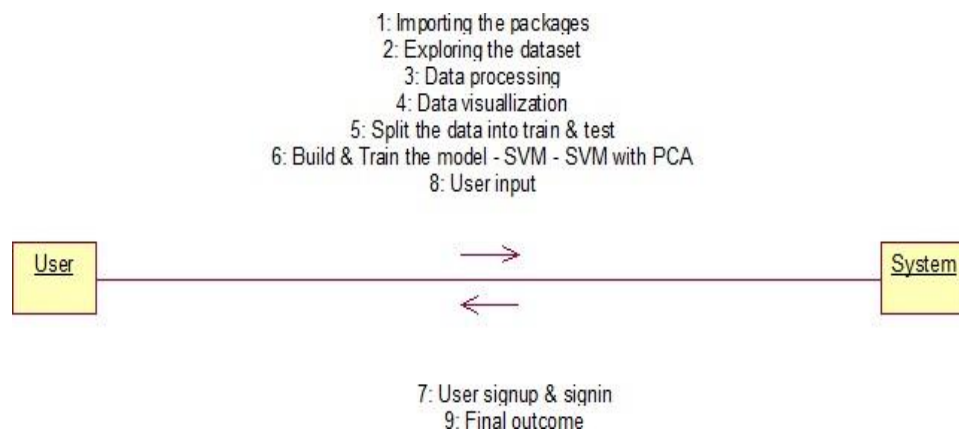 1: Importing the packages
2: Exploring the dataset
3: Data processing
4: Data visuallization
5: Split the data into train & test
6: Build & Train the model - SVM - SVM with PCA
8: User input
User
System
7: User signup & signin
9: Final outcome